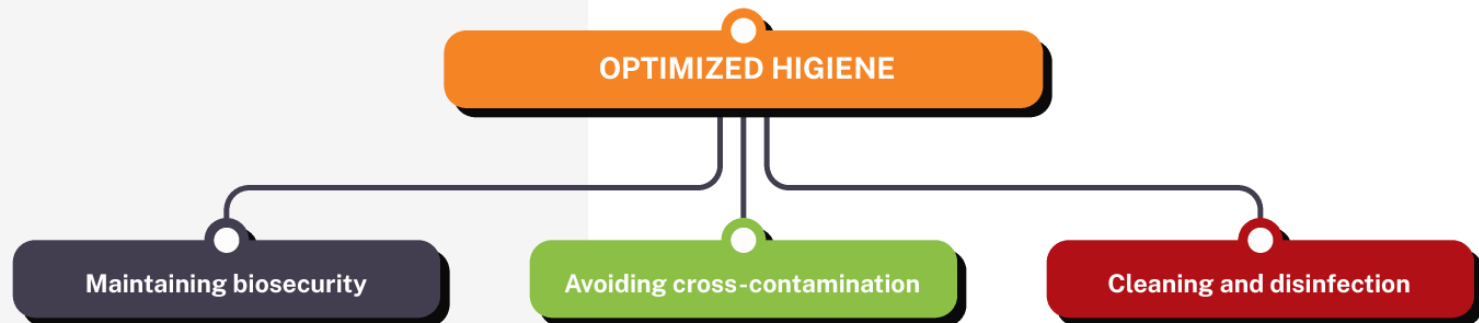 OPTIMIZED HIGIENE
Maintaining biosecurity
Avoiding cross-contamination
Cleaning and disinfection